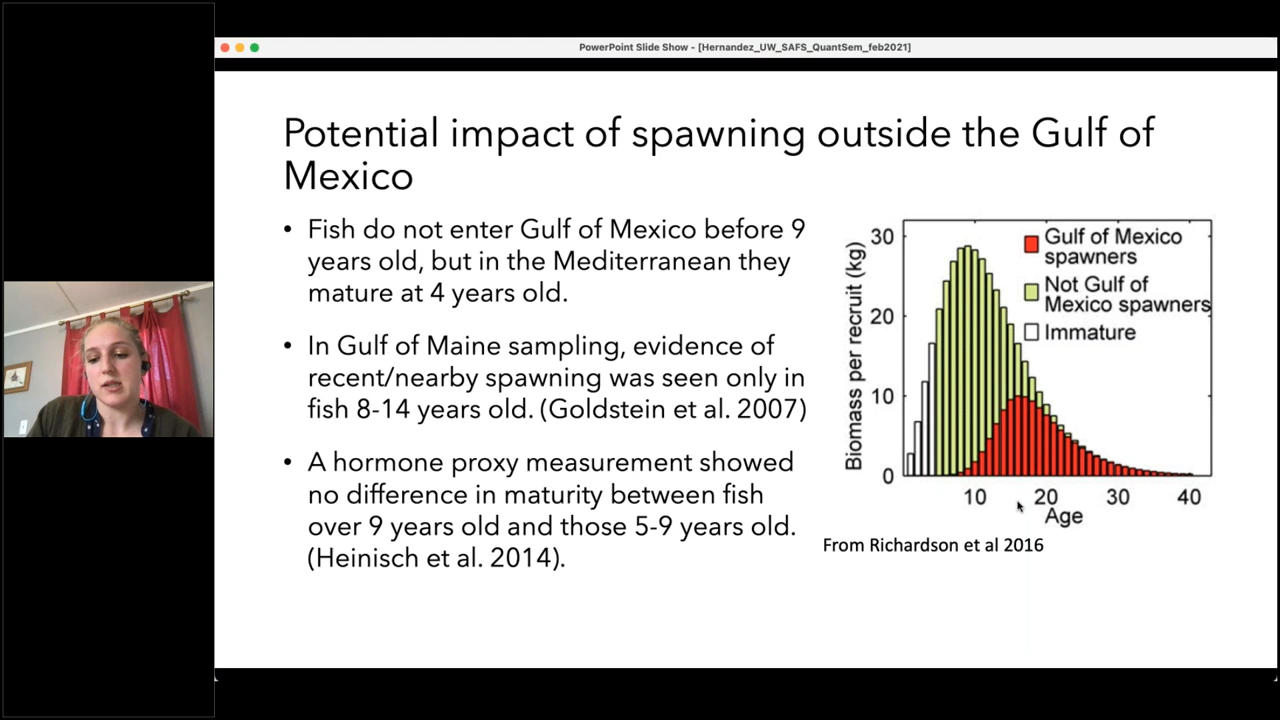 PowerPoint Slide Show - [Hernandez_UW_SAFS_QuantSem_feb2021]
Potential impact of spawning outside the Gulf of
Mexico
• Fish do not enter Gulf of Mexico before 9
years old, but in the Mediterranean they
mature at 4 years old.
• In Gulf of Maine sampling, evidence of
recent/nearby spawning was seen only in
fish 8-14 years old. (Goldstein et al. 2007)
• A hormone proxy measurement showed
no difference in maturity between fish
over 9 years old and those 5-9 years old.
(Heinisch et al. 2014).
Biomass per recruit (kg)
30
20
10
0
Gulf of Mexico
spawners
Not Gulf of
Mexico spawners
Immature
10 20 30 40
Age
From Richardson et al 2016